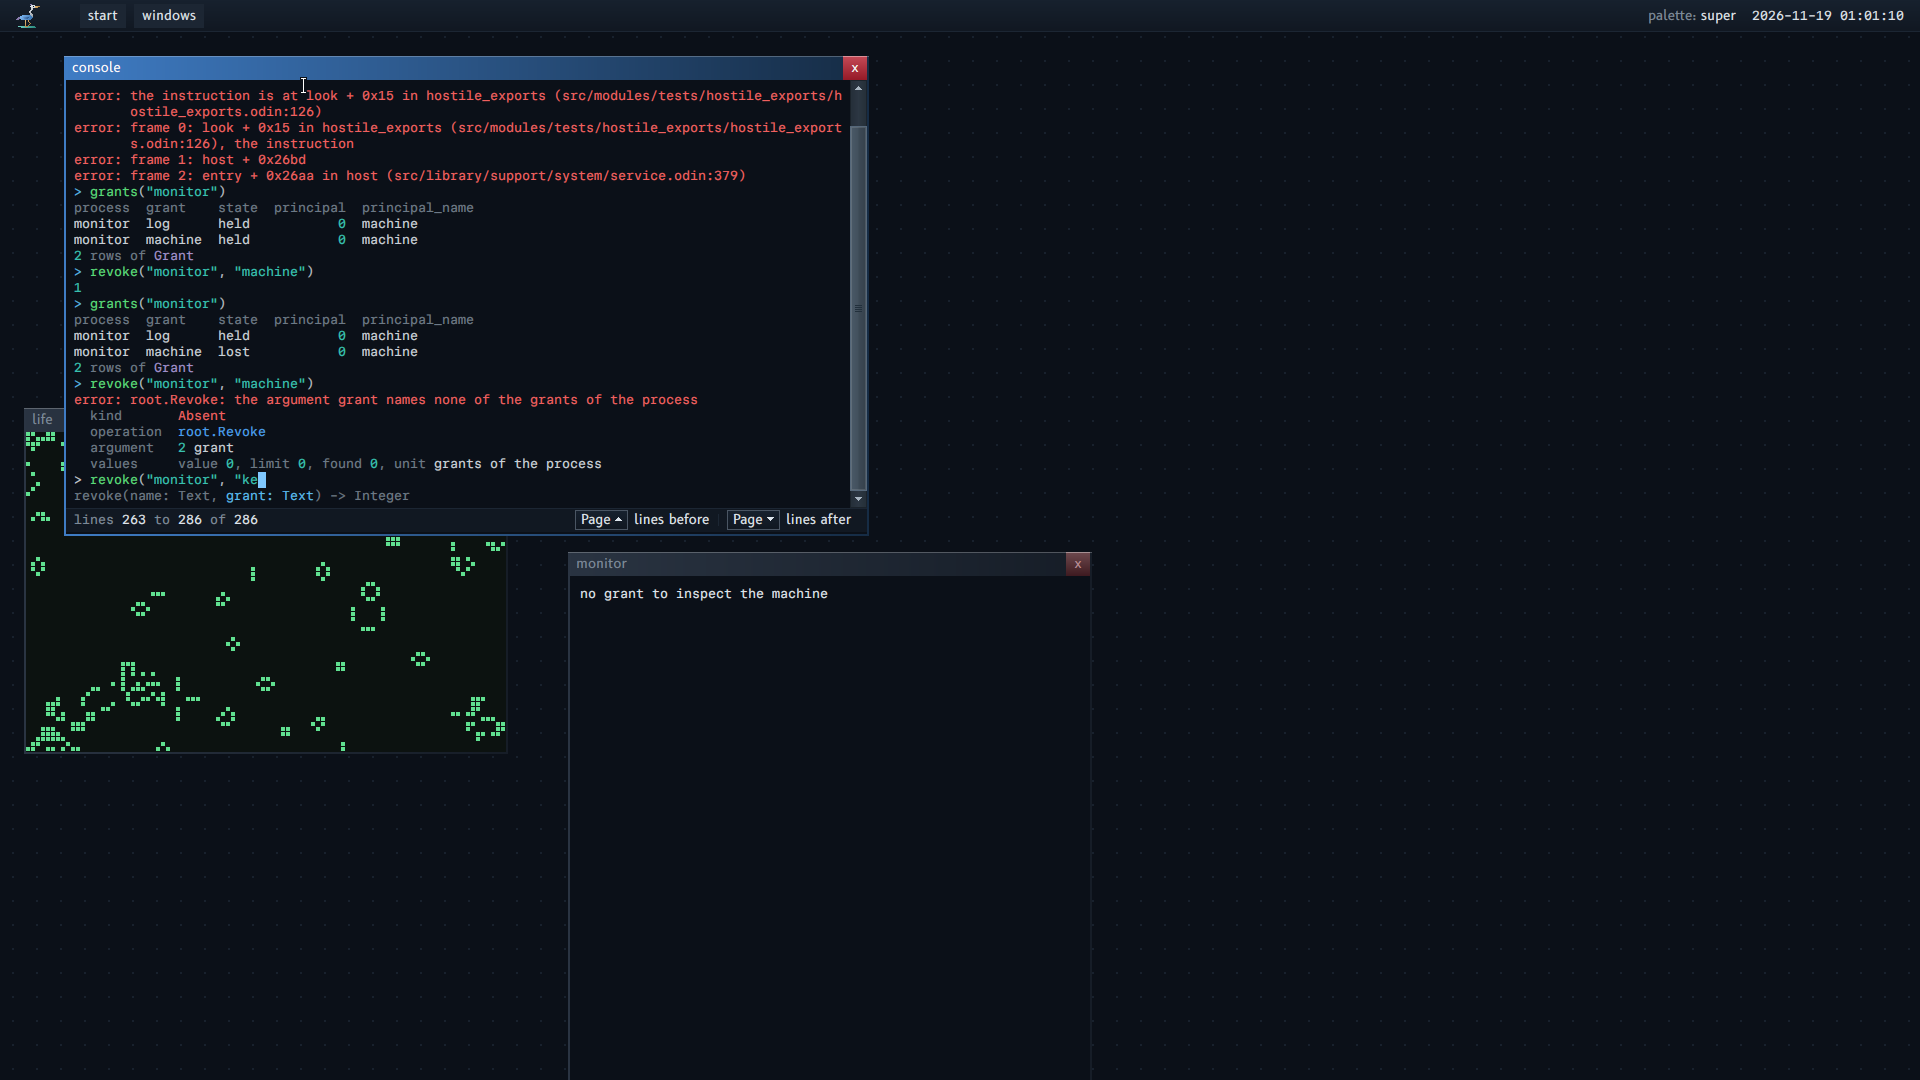 start windows palette: super 2026-11-19 01:01:10
console x
error: the instruction is at look + 0x15 in hostile_exports (src/modules/tests/hostile_exports/h
ostile_exports.odin:126)
error: frame 0: look + 0x15 in hostile_exports (src/modules/tests/hostile_exports/hostile_export
s.odin:126), the instruction
error: frame 1: host + 0x26bd
error: frame 2: entry + 0x26aa in host (src/library/support/system/service.odin:379)
> grants("monitor")
process grant state principal principal_name
monitor log held 0 machine
monitor machine held 0 machine
2 rows of Grant
> revoke("monitor", "machine")
1
> grants("monitor")
process grant state principal principal_name
monitor log held 0 machine
monitor machine lost 0 machine
2 rows of Grant
> revoke("monitor", "machine")
error: root.Revoke: the argument grant names none of the grants of the process
kind Absent
operation root.Revoke
argument 2 grant
values value 0, limit 0, found 0, unit grants of the process
> revoke("monitor", "ke
revoke(name: Text, grant: Text) -> Integer
lines 263 to 286 of 286 Page lines before Page lines after
life
monitor x
no grant to inspect the machine